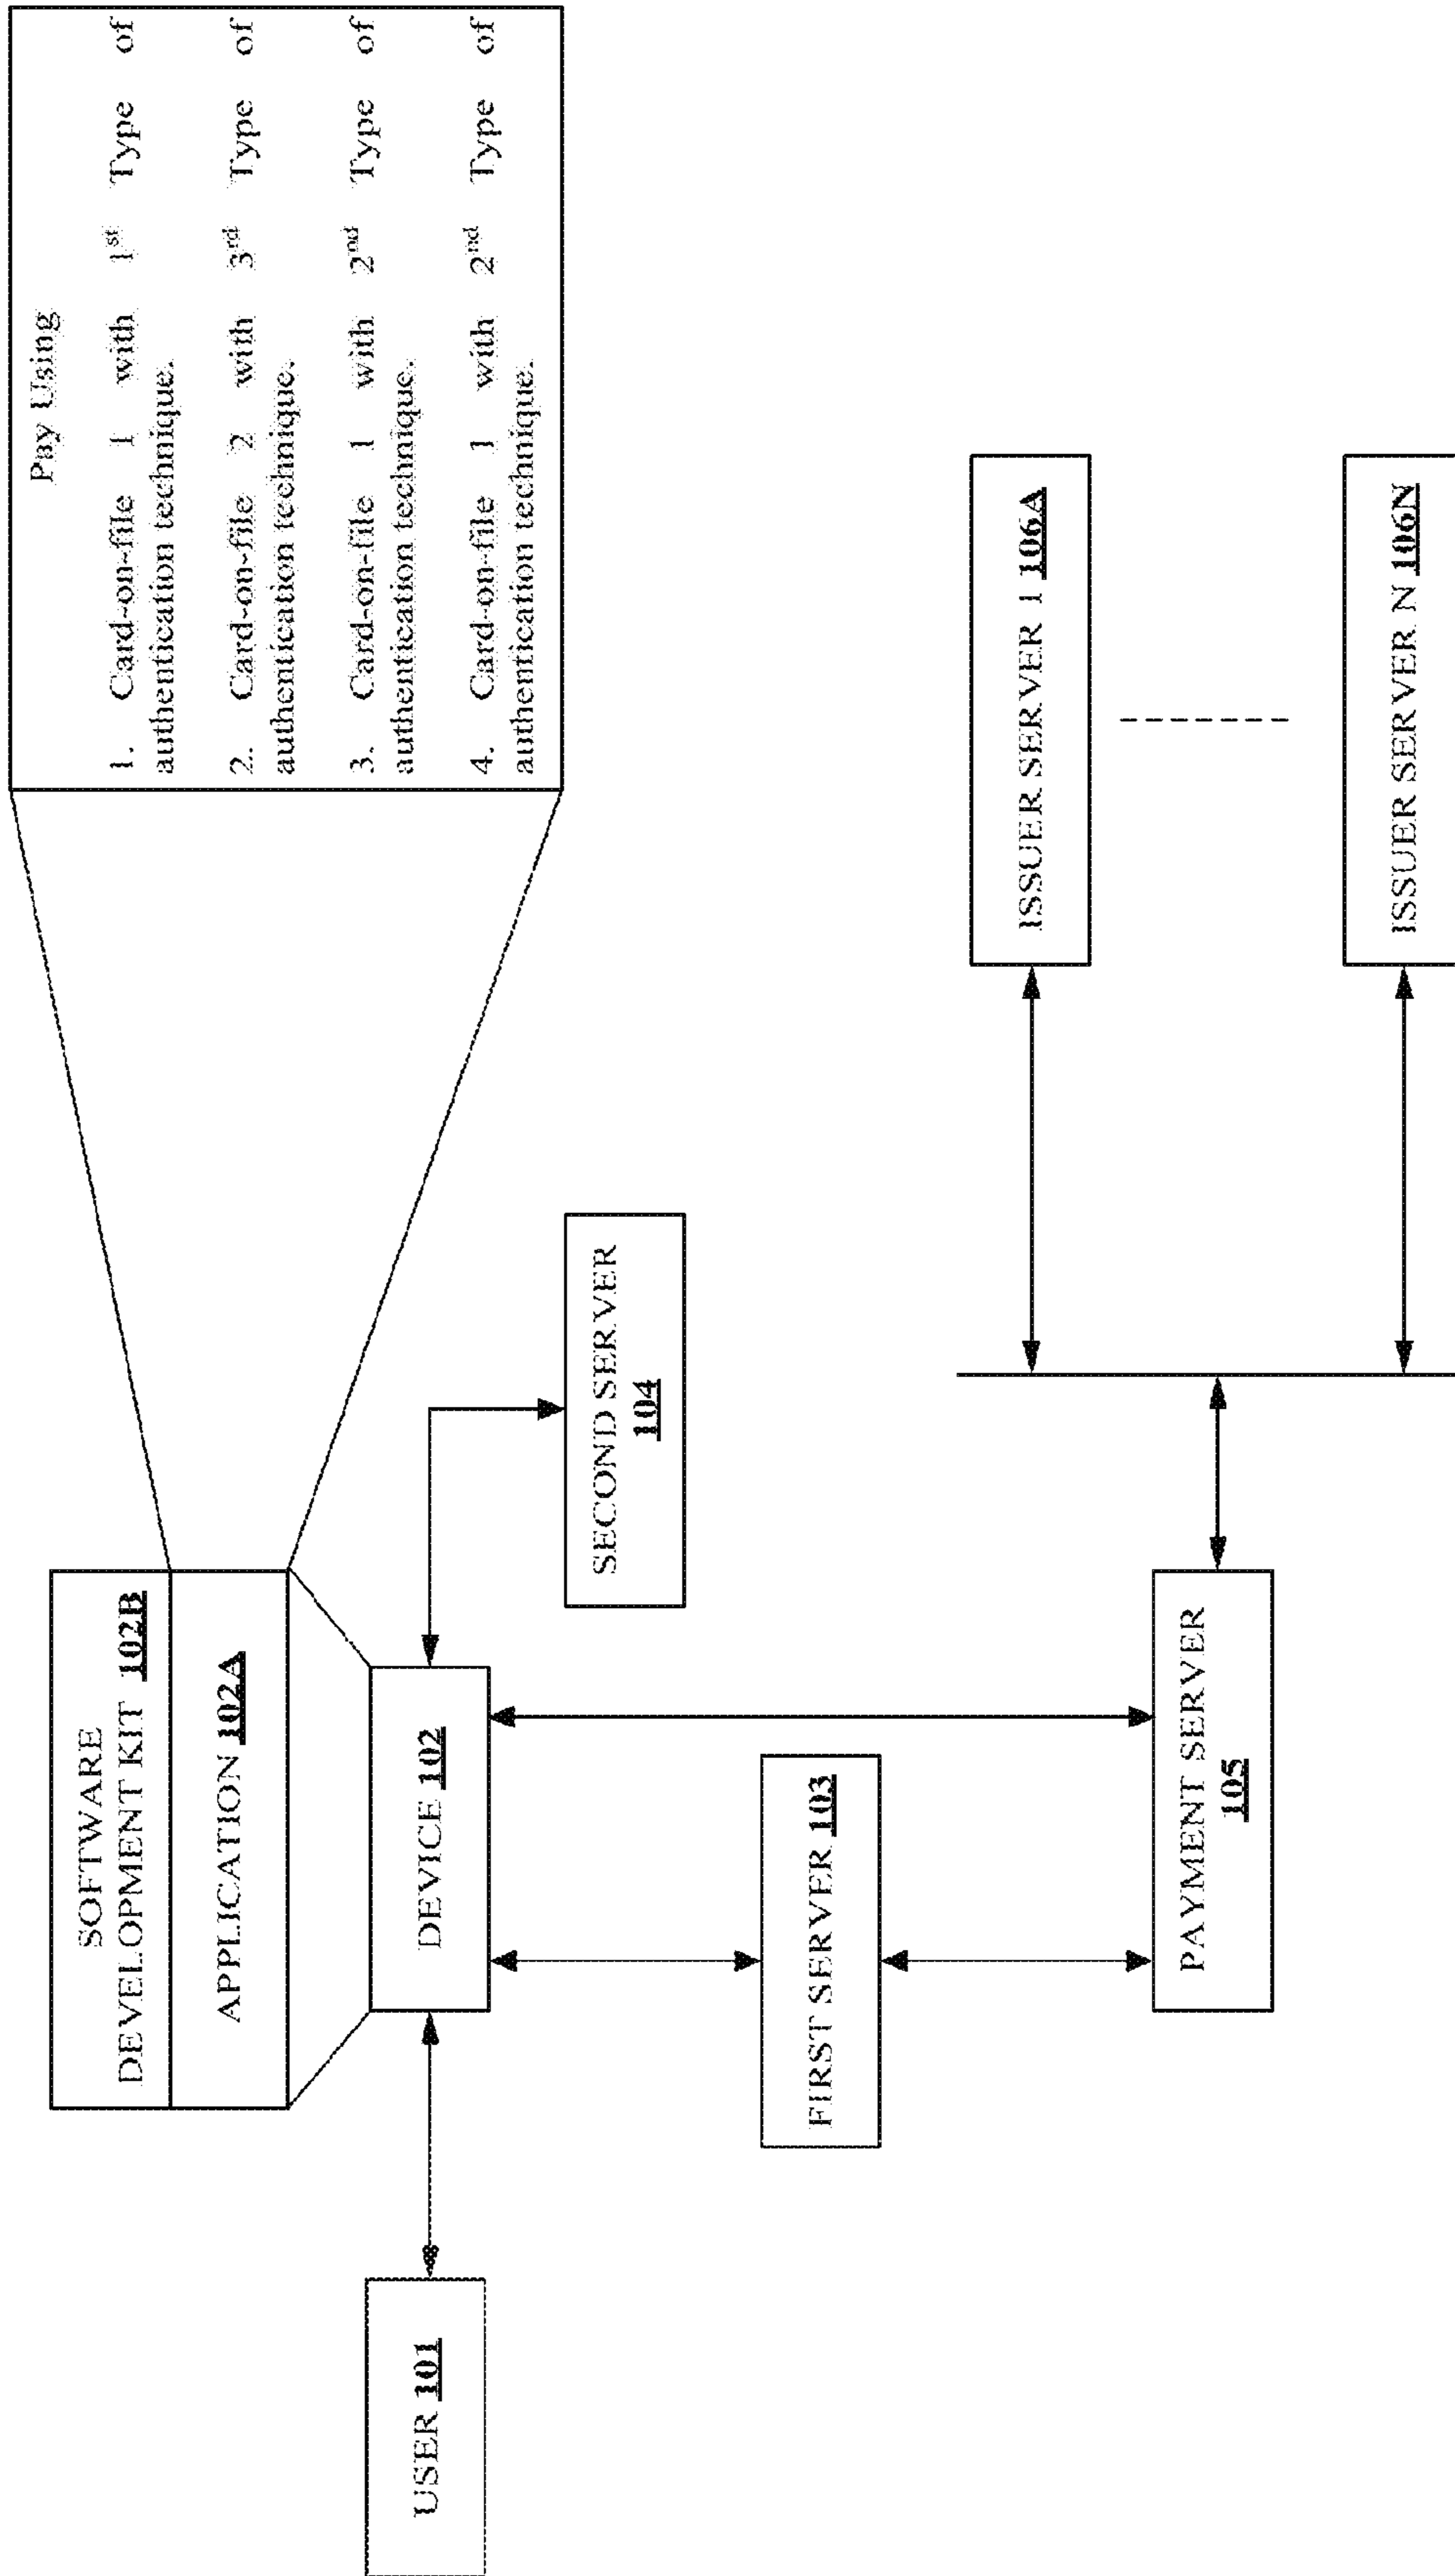 Pay Using
1. Card-on-file 1 with 1st Type of
authentication technique.
2. Card-on-file 2 with 3rd Type of
authentication technique.
3. Card-on-file 1 with 2nd Type of
authentication technique.
4. Card-on-file 1 with 2nd Type of
authentication technique.
SOFTWARE
DEVELOPMENT KIT 102B
APPLICATION 102A
USER 101
DEVICE 102
SECOND SERVER
104
FIRST SERVER 103
PAYMENT SERVER
105
ISSUER SERVER 1 106A
ISSUER SERVER N 106N